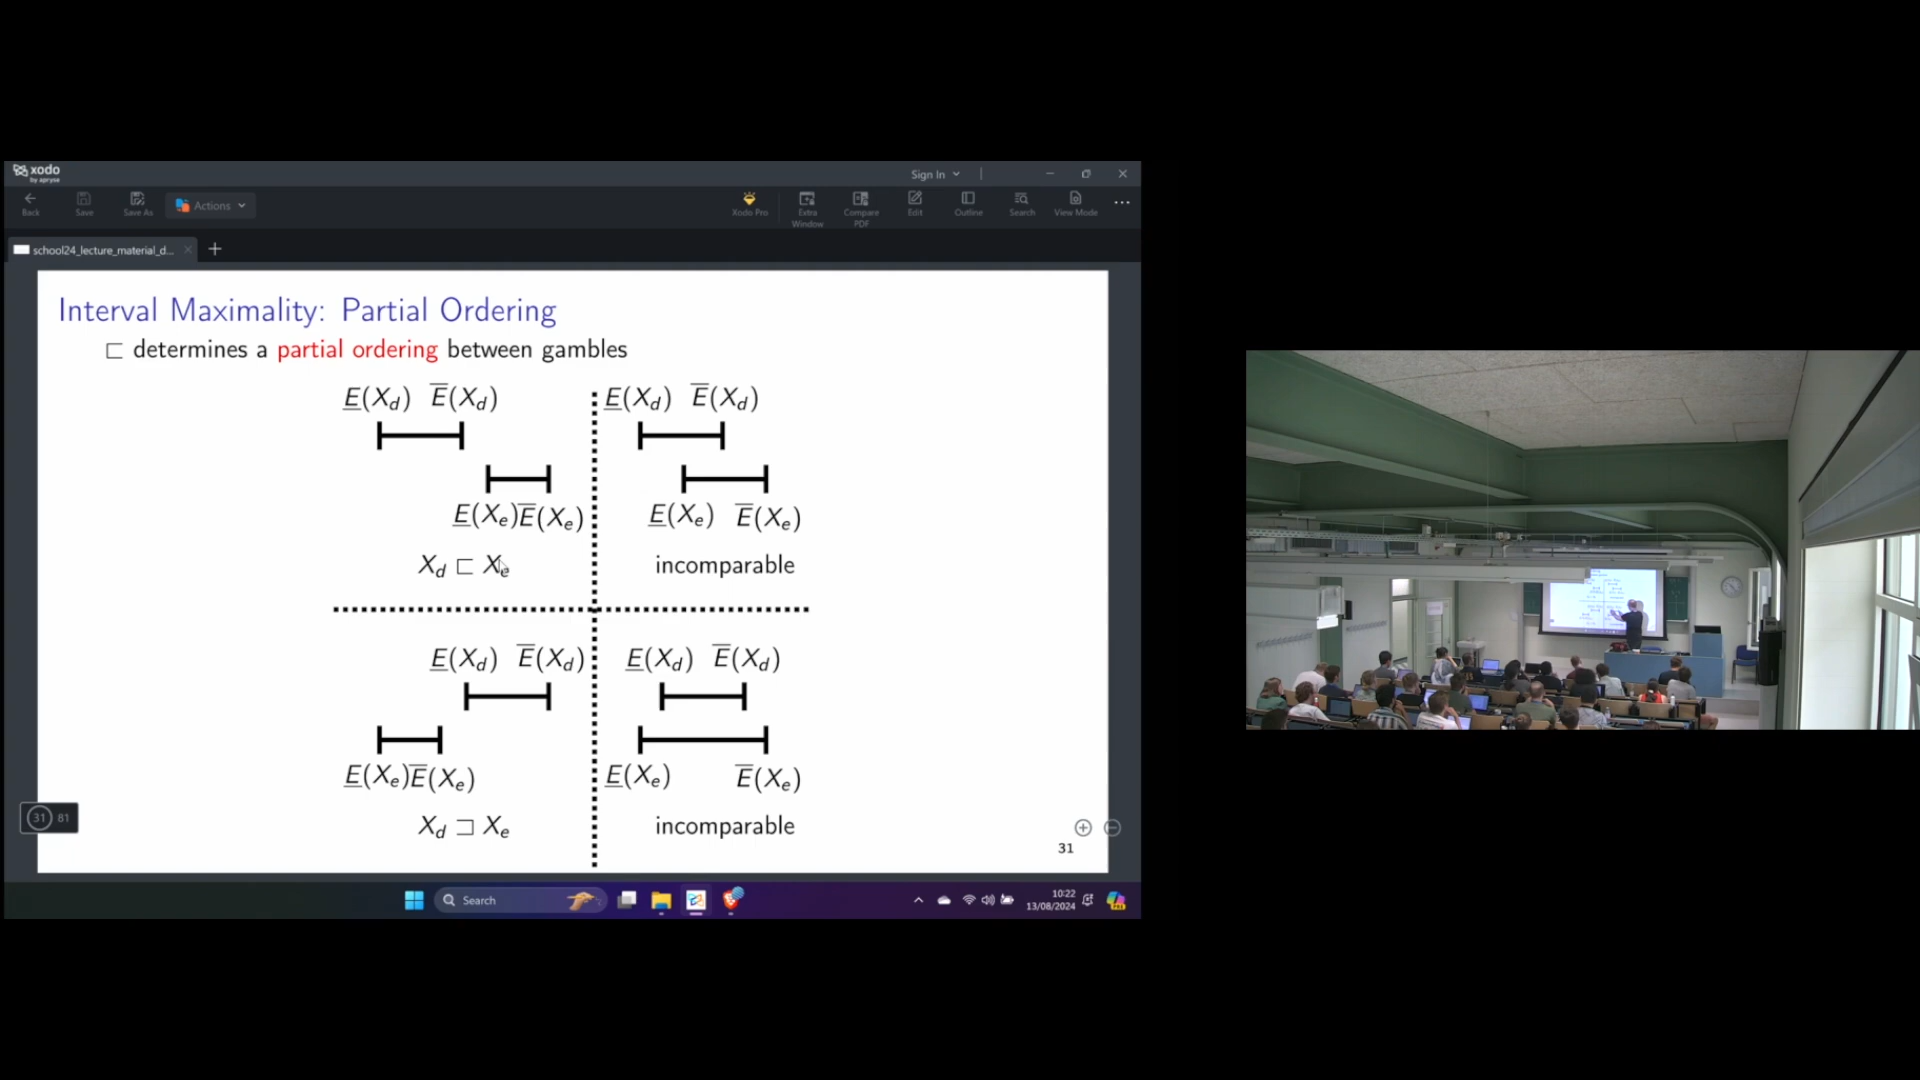 xodo
by apryse
Sign In
Back
Save
Save As
Actions
Xodo Pro
Extra Window
Compare PDF
Edit
Outline
Search
View Mode
school24_lecture_material_d...
Interval Maximality: Partial Ordering
⊏ determines a partial ordering between gambles
E̲(X_d) E̅(X_d)
E̲(X_d) E̅(X_d)
E̲(X_e) E̅(X_e)
E̲(X_e) E̅(X_e)
X_d ⊏ X_e
incomparable
E̲(X_d) E̅(X_d)
E̲(X_d) E̅(X_d)
E̲(X_e) E̅(X_e)
E̲(X_e) E̅(X_e)
X_d ⊐ X_e
incomparable
31 81
31
Search
10:22
13/08/2024